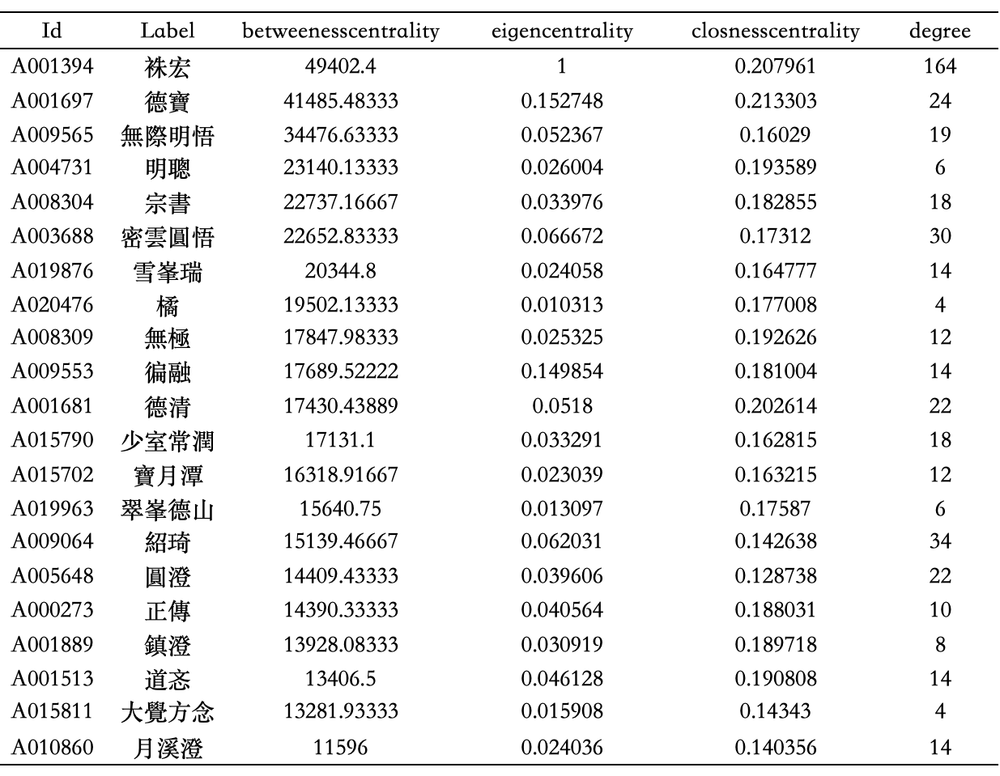 Id Label betweenesscentrality eigencentrality closnesscentrality degree
A001394 袾宏 49402.4 1 0.207961 164
A001697 德寶 41485.48333 0.152748 0.213303 24
A009565 無際明悟 34476.63333 0.052367 0.16029 19
A004731 明聰 23140.13333 0.026004 0.193589 6
A008304 宗書 22737.16667 0.033976 0.182855 18
A003688 密雲圓悟 22652.83333 0.066672 0.17312 30
A019876 雪峯瑞 20344.8 0.024058 0.164777 14
A020476 橘 19502.13333 0.010313 0.177008 4
A008309 無極 17847.98333 0.025325 0.192626 12
A009553 徧融 17689.52222 0.149854 0.181004 14
A001681 德清 17430.43889 0.0518 0.202614 22
A015790 少室常潤 17131.1 0.033291 0.162815 18
A015702 寶月潭 16318.91667 0.023039 0.163215 12
A019963 翠峯德山 15640.75 0.013097 0.17587 6
A009064 紹琦 15139.46667 0.062031 0.142638 34
A005648 圓澄 14409.43333 0.039606 0.128738 22
A000273 正傳 14390.33333 0.040564 0.188031 10
A001889 鎮澄 13928.08333 0.030919 0.189718 8
A001513 道忞 13406.5 0.046128 0.190808 14
A015811 大覺方念 13281.93333 0.015908 0.14343 4
A010860 月溪澄 11596 0.024036 0.140356 14